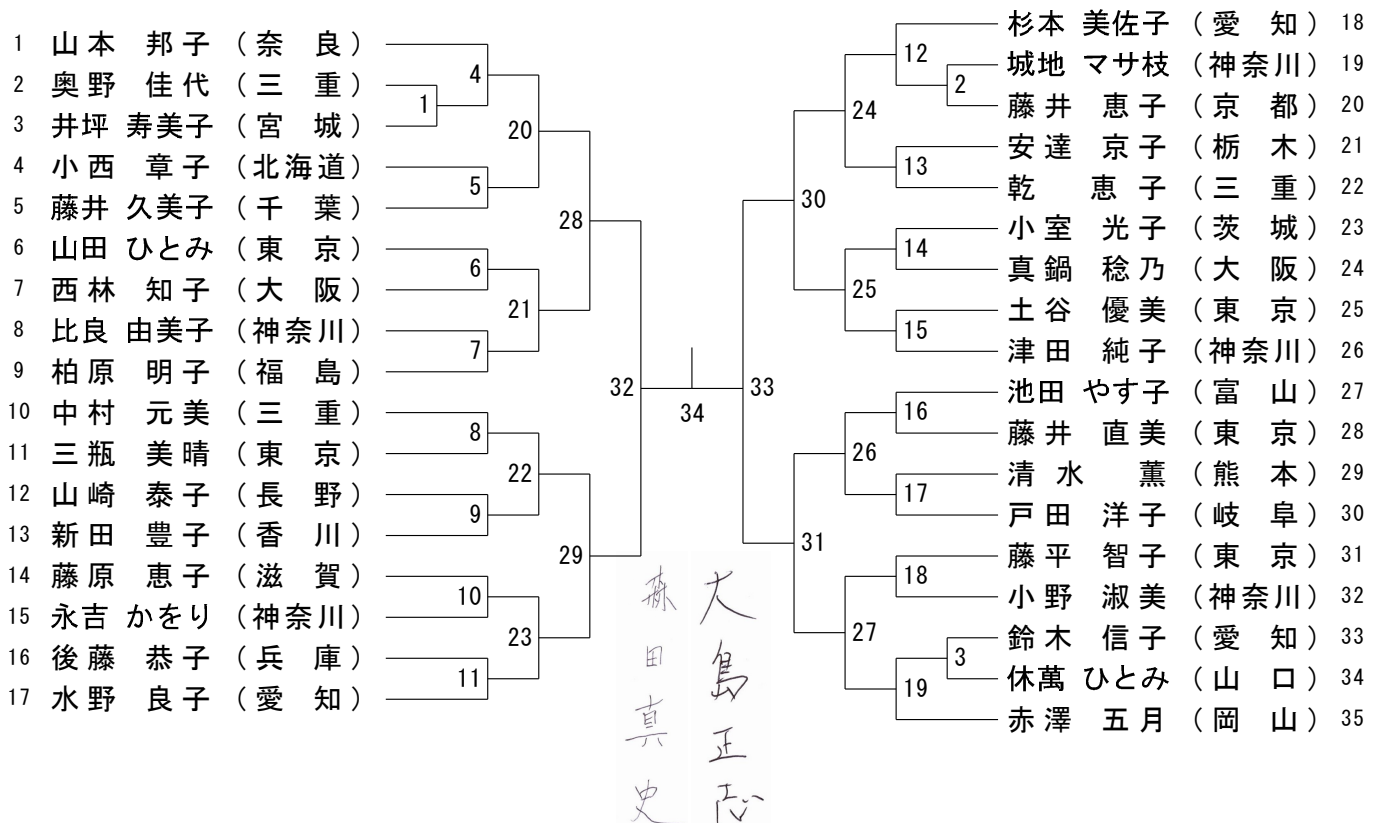 1 山本 邦子 (奈 良)
2 奥野 佳代 (三 重)
3 井坪 寿美子 (宮 城)
4 小西 章子 (北海道)
5 藤井 久美子 (千 葉)
6 山田 ひとみ (東 京)
7 西林 知子 (大 阪)
8 比良 由美子 (神奈川)
9 柏原 明子 (福 島)
10 中村 元美 (三 重)
11 三瓶 美晴 (東 京)
12 山崎 泰子 (長 野)
13 新田 豊子 (香 川)
14 藤原 恵子 (滋 賀)
15 永吉 かをり (神奈川)
16 後藤 恭子 (兵 庫)
17 水野 良子 (愛 知)
1
4
5
6
7
8
9
10
11
20
21
22
23
28
29
32
34
33
30
31
24
25
26
27
12
2
13
14
15
16
17
18
3
19
杉本 美佐子 (愛 知) 18
城地 マサ枝 (神奈川) 19
藤井 恵子 (京 都) 20
安達 京子 (栃 木) 21
乾 恵子 (三 重) 22
小室 光子 (茨 城) 23
真鍋 稔乃 (大 阪) 24
土谷 優美 (東 京) 25
津田 純子 (神奈川) 26
池田 やす子 (富 山) 27
藤井 直美 (東 京) 28
清水 薫 (熊 本) 29
戸田 洋子 (岐 阜) 30
藤平 智子 (東 京) 31
小野 淑美 (神奈川) 32
鈴木 信子 (愛 知) 33
休萬 ひとみ (山 口) 34
赤澤 五月 (岡 山) 35
大島正志
森田真史